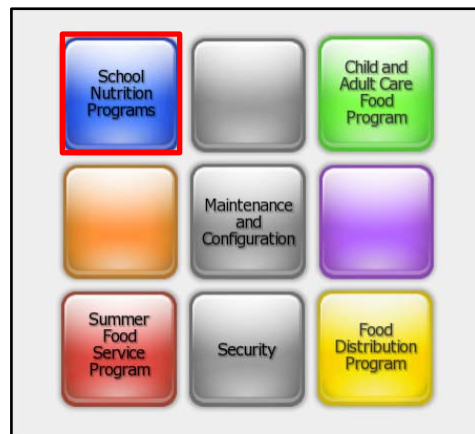 School
Nutrition
Programs
Child and
Adult Care
Food
Program
Maintenance
and
Configuration
Summer
Food
Service
Program
Security
Food
Distribution
Program